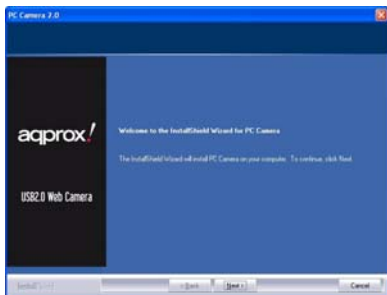 PC Camera 2.0
aqprox!
USB2.0 Web Camera
Welcome to the InstallShield Wizard for PC Camera
The InstallShield Wizard will install PC Camera on your computer. To continue, click Next.
InstallShield
< Back
Next >
Cancel